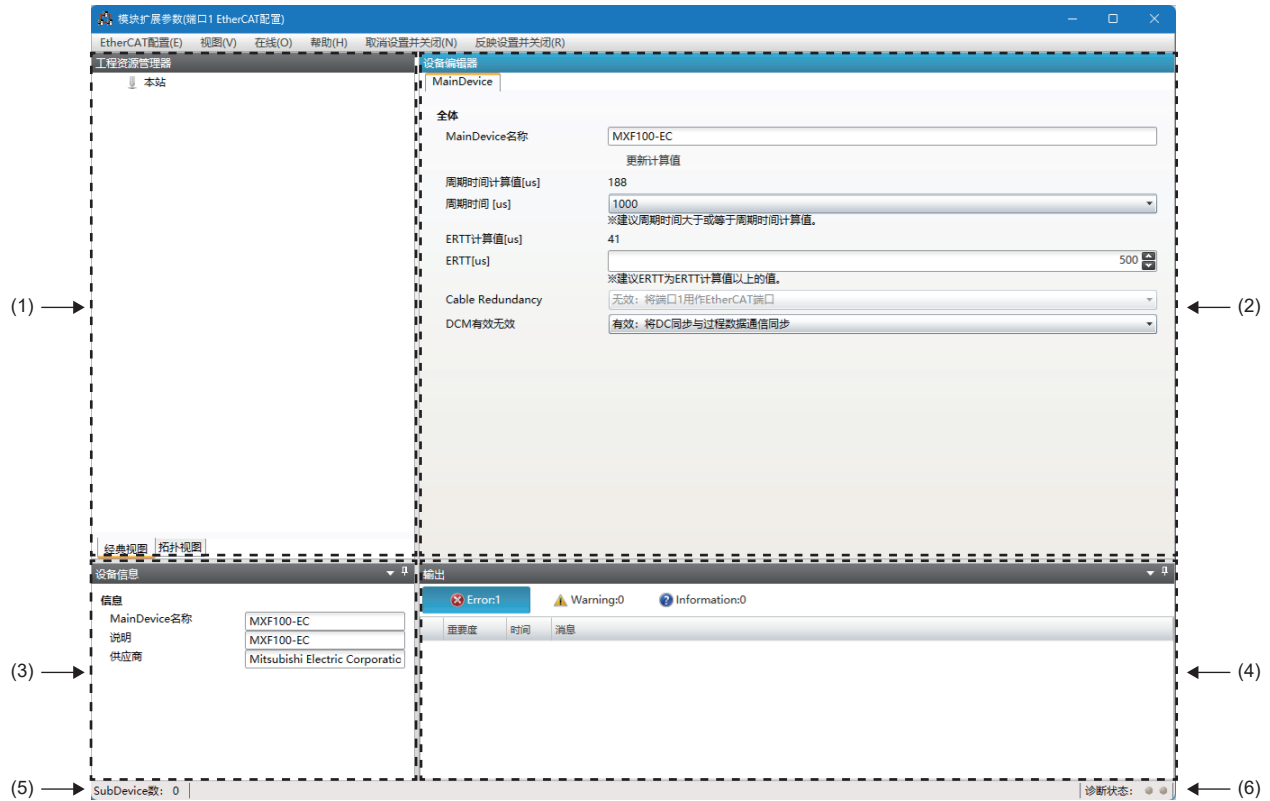 模块扩展参数(端口1 EtherCAT配置)
EtherCAT配置(E) 视图(V) 在线(O) 帮助(H) 取消设置并关闭(N) 反映设置并关闭(R)
工程资源管理器
本站
经典视图 拓扑视图
设备编辑器
MainDevice
全体
MainDevice名称 MXF100-EC
更新计算值
周期时间计算值[us] 188
周期时间 [us] 1000
※建议周期时间大于或等于周期时间计算值。
ERTT计算值[us] 41
ERTT[us] 500
※建议ERTT为ERTT计算值以上的值。
Cable Redundancy 无效：将端口1用作EtherCAT端口
DCM有效无效 有效：将DC同步与过程数据通信同步
(1)
(2)
设备信息
信息
MainDevice名称 MXF100-EC
说明 MXF100-EC
供应商 Mitsubishi Electric Corporatio
输出
Error:1 Warning:0 Information:0
重要度 时间 消息
(3)
(4)
(5) SubDevice数： 0
诊断状态： (6)